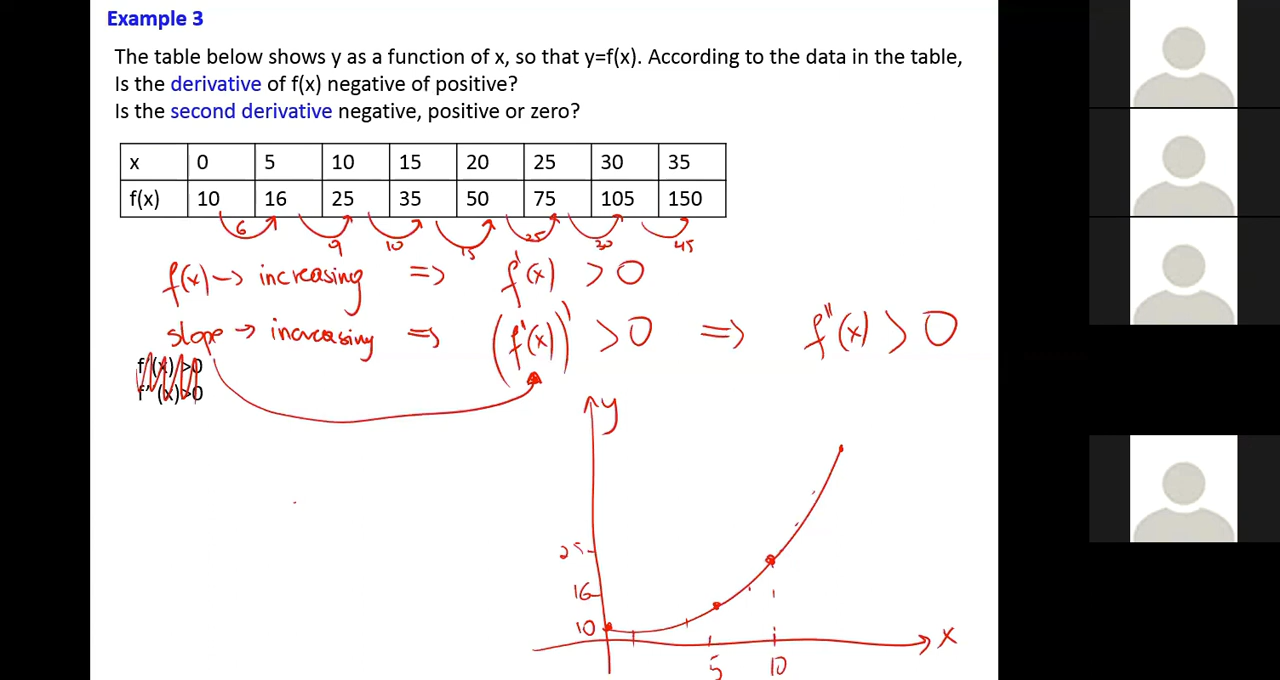 Example 3
The table below shows y as a function of x, so that y=f(x). According to the data in the table,
Is the derivative of f(x) negative of positive?
Is the second derivative negative, positive or zero?
x 0 5 10 15 20 25 30 35
f(x) 10 16 25 35 50 75 105 150
6 9 10 15 25 30 45
f(x) → increasing ⇒ f'(x) > 0
slope → increasing ⇒ (f'(x))' > 0 ⇒ f''(x) > 0
f'(x) >0
f''(x)>0
y
25
16
10
x
5 10